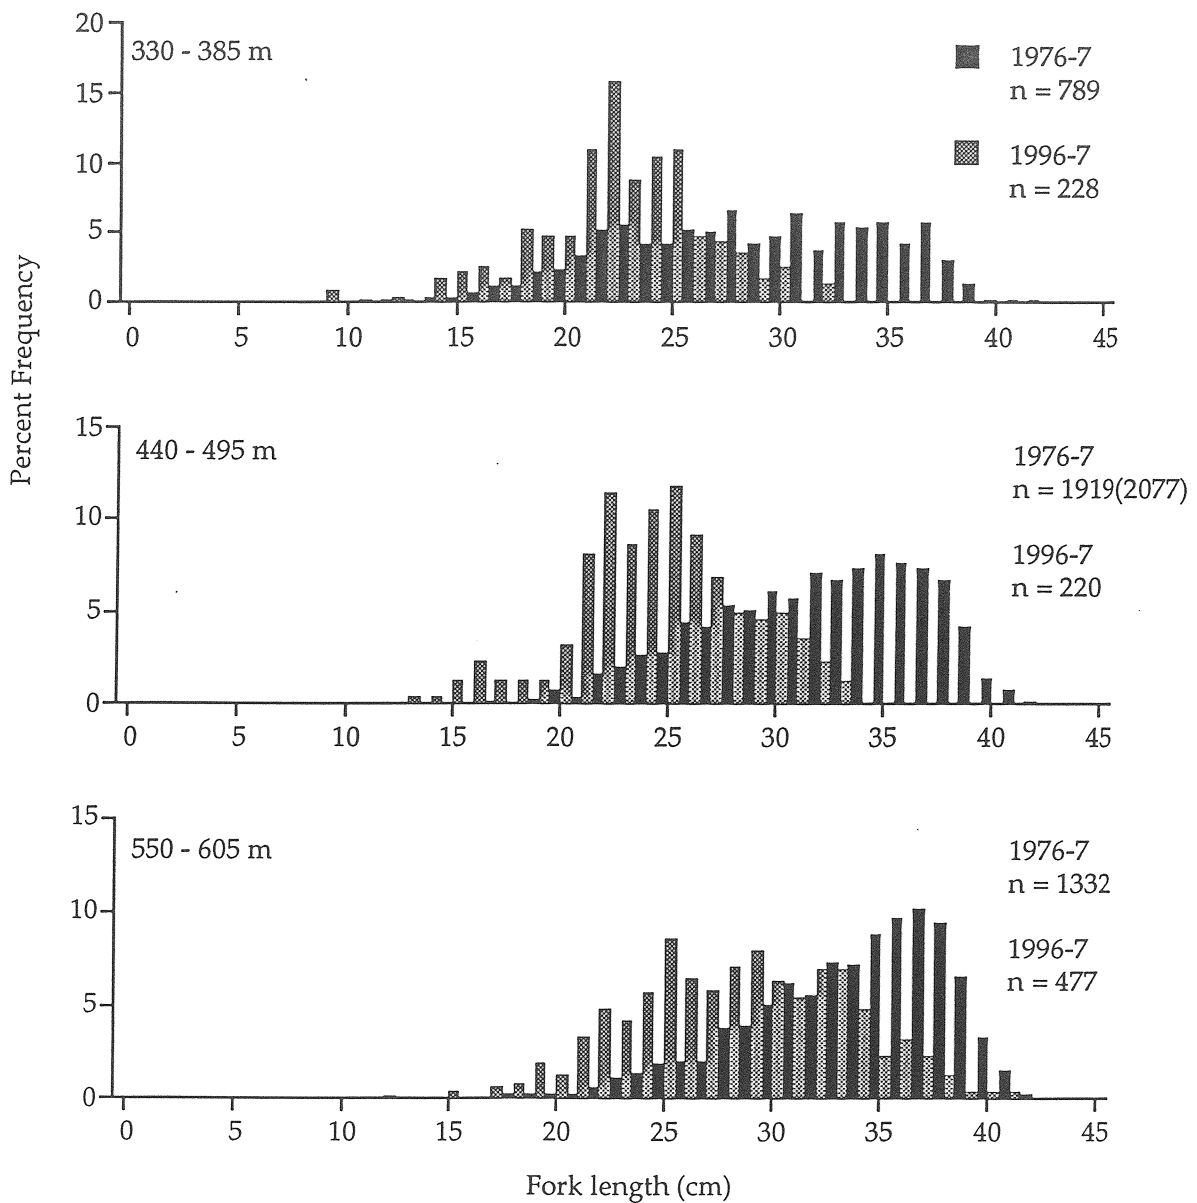 Percent Frequency
20
15
10
5
0
330 - 385 m
1976-7
n = 789
1996-7
n = 228
0 5 10 15 20 25 30 35 40 45
15
10
5
0
440 - 495 m
1976-7
n = 1919(2077)
1996-7
n = 220
0 5 10 15 20 25 30 35 40 45
15
10
5
0
550 - 605 m
1976-7
n = 1332
1996-7
n = 477
0 5 10 15 20 25 30 35 40 45
Fork length (cm)